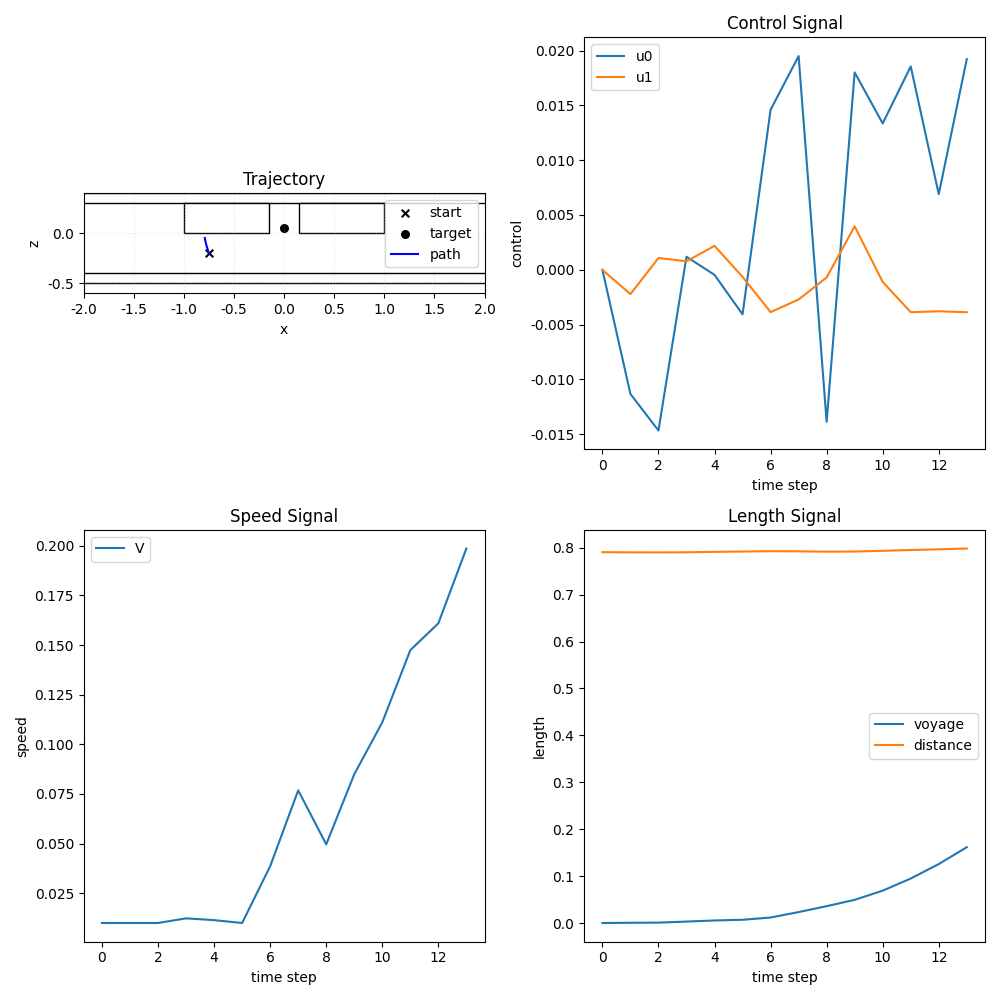 Trajectory
0.0
-0.5
z
-2.0 -1.5 -1.0 -0.5 0.0 0.5 1.0 1.5 2.0
x
start
target
path
Control Signal
0.020
0.015
0.010
0.005
0.000
-0.005
-0.010
-0.015
control
u0
u1
0 2 4 6 8 10 12
time step
Speed Signal
0.200
0.175
0.150
0.125
0.100
0.075
0.050
0.025
speed
V
0 2 4 6 8 10 12
time step
Length Signal
0.8
0.7
0.6
0.5
0.4
0.3
0.2
0.1
0.0
length
voyage
distance
0 2 4 6 8 10 12
time step